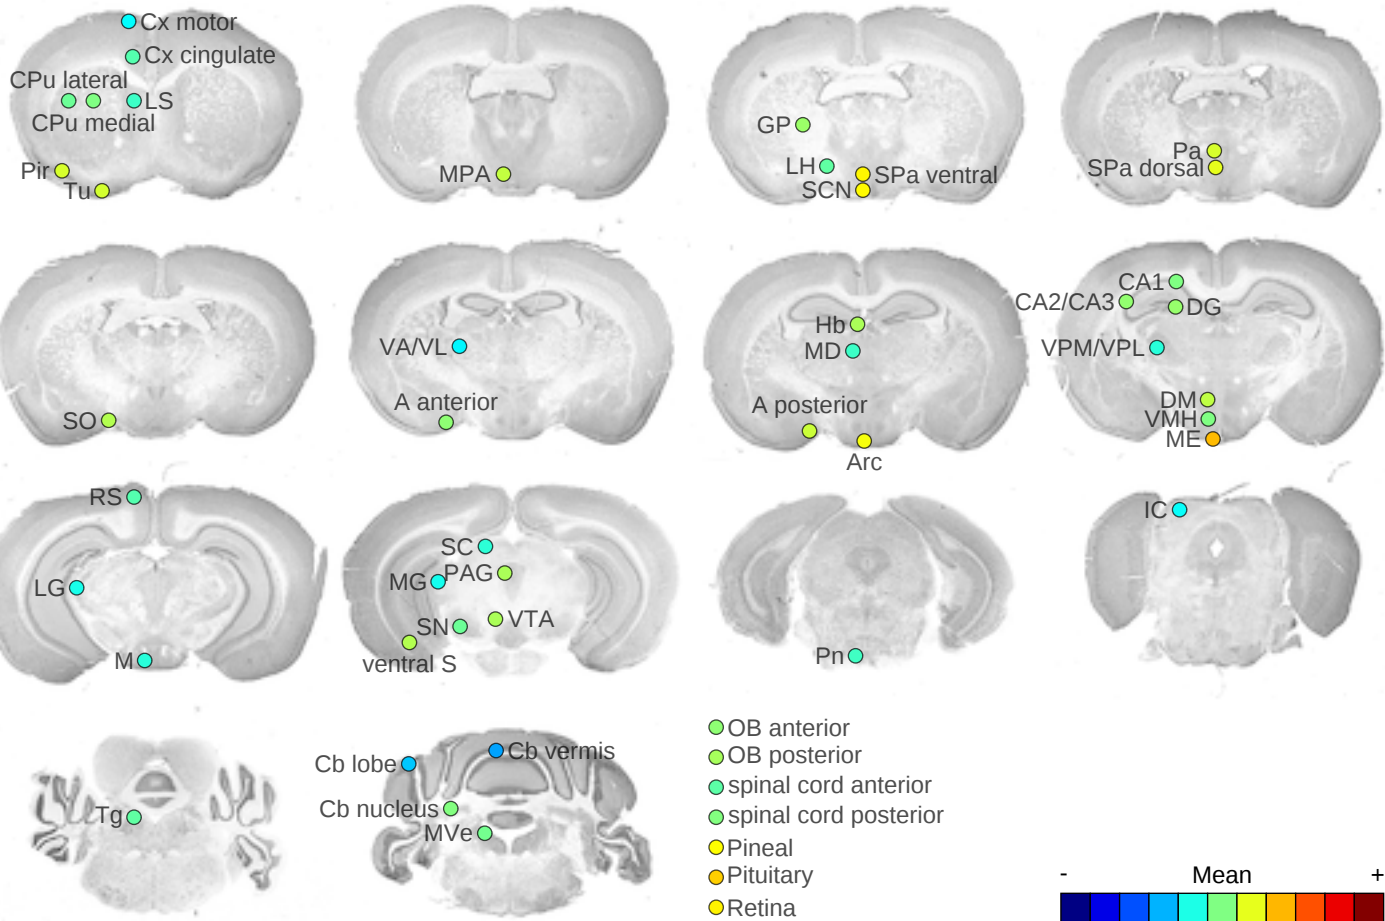 Cx motor
Cx cingulate
CPu lateral
LS
CPu medial
Pir
Tu
MPA
GP
LH
SPa ventral
SCN
Pa
SPa dorsal
SO
VA/VL
A anterior
Hb
MD
A posterior
Arc
CA1
CA2/CA3
DG
VPM/VPL
DM
VMH
ME
RS
LG
M
SC
PAG
MG
VTA
SN
ventral S
Pn
IC
Tg
Cb vermis
Cb lobe
Cb nucleus
MVe
OB anterior
OB posterior
spinal cord anterior
spinal cord posterior
Pineal
Pituitary
Retina
- Mean +